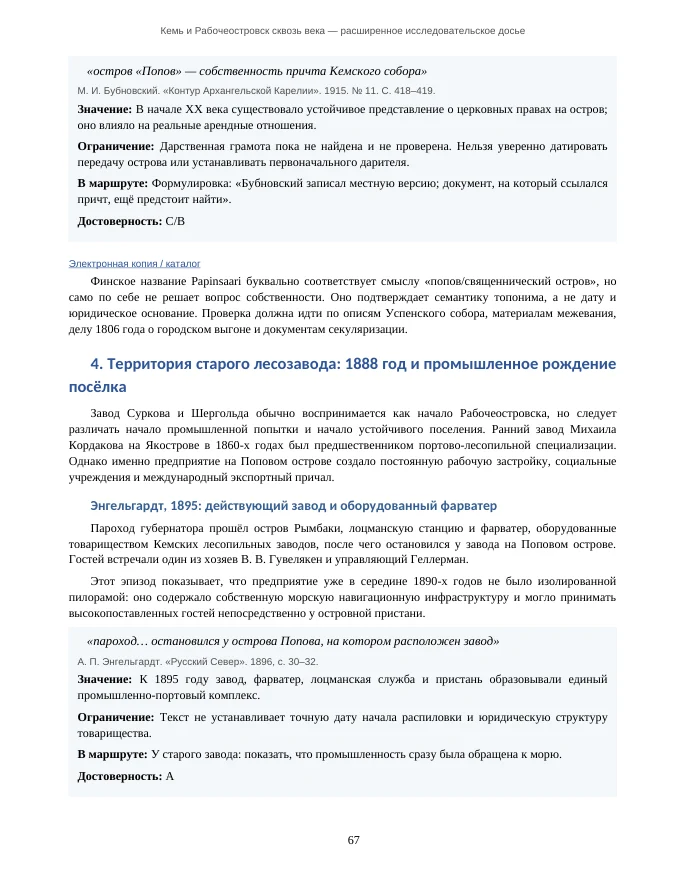 Кемь и Рабочеостровск сквозь века — расширенное исследовательское досье
«остров «Попов» — собственность причта Кемского собора»
М. И. Бубновский. «Контур Архангельской Карелии». 1915. № 11. С. 418–419.
Значение: В начале XX века существовало устойчивое представление о церковных правах на остров;
оно влияло на реальные арендные отношения.
Ограничение: Дарственная грамота пока не найдена и не проверена. Нельзя уверенно датировать
передачу острова или устанавливать первоначального дарителя.
В маршруте: Формулировка: «Бубновский записал местную версию; документ, на который ссылался
причт, ещё предстоит найти».
Достоверность: C/B
Электронная копия / каталог
Финское название Papinsaari буквально соответствует смыслу «попов/священнический остров», но
само по себе не решает вопрос собственности. Оно подтверждает семантику топонима, а не дату и
юридическое основание. Проверка должна идти по описям Успенского собора, материалам межевания,
делу 1806 года о городском выгоне и документам секуляризации.
4. Территория старого лесозавода: 1888 год и промышленное рождение
посёлка
Завод Суркова и Шергольда обычно воспринимается как начало Рабочеостровска, но следует
различать начало промышленной попытки и начало устойчивого поселения. Ранний завод Михаила
Кордакова на Якострове в 1860-х годах был предшественником портово-лесопильной специализации.
Однако именно предприятие на Поповом острове создало постоянную рабочую застройку, социальные
учреждения и международный экспортный причал.
Энгельгардт, 1895: действующий завод и оборудованный фарватер
Пароход губернатора прошёл остров Рымбаки, лоцманскую станцию и фарватер, оборудованные
товариществом Кемских лесопильных заводов, после чего остановился у завода на Поповом острове.
Гостей встречали один из хозяев В. В. Гувелякен и управляющий Геллерман.
Этот эпизод показывает, что предприятие уже в середине 1890-х годов не было изолированной
пилорамой: оно содержало собственную морскую навигационную инфраструктуру и могло принимать
высокопоставленных гостей непосредственно у островной пристани.
«пароход… остановился у острова Попова, на котором расположен завод»
А. П. Энгельгардт. «Русский Север». 1896, с. 30–32.
Значение: К 1895 году завод, фарватер, лоцманская служба и пристань образовывали единый
промышленно-портовый комплекс.
Ограничение: Текст не устанавливает точную дату начала распиловки и юридическую структуру
товарищества.
В маршруте: У старого завода: показать, что промышленность сразу была обращена к морю.
Достоверность: A
67